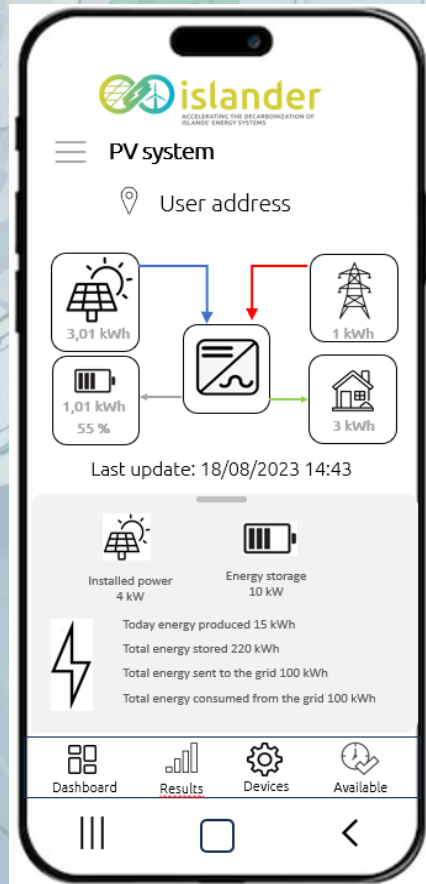 islander
ACCELERATING THE DECARBONIZATION OF
ISLANDS' ENERGY SYSTEMS
PV system
User address
3,01 kWh
1 kWh
1,01 kWh
55 %
3 kWh
Last update: 18/08/2023 14:43
Installed power
4 kW
Energy storage
10 kW
Today energy produced 15 kWh
Total energy stored 220 kWh
Total energy sent to the grid 100 kWh
Total energy consumed from the grid 100 kWh
Dashboard
Results
Devices
Available